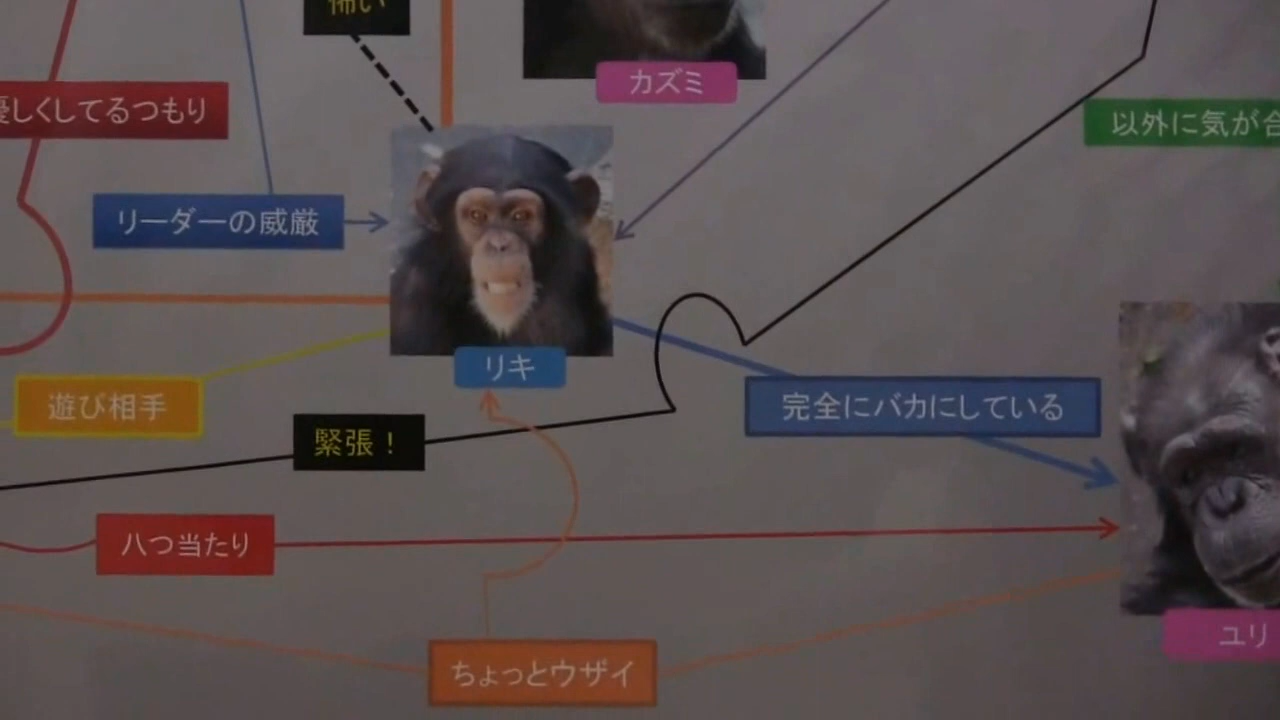 怖い
カズミ
優しくしてるつもり
以外に気が合
リーダーの威厳
リキ
遊び相手
完全にバカにしている
緊張！
八つ当たり
ユリ
ちょっとウザイ